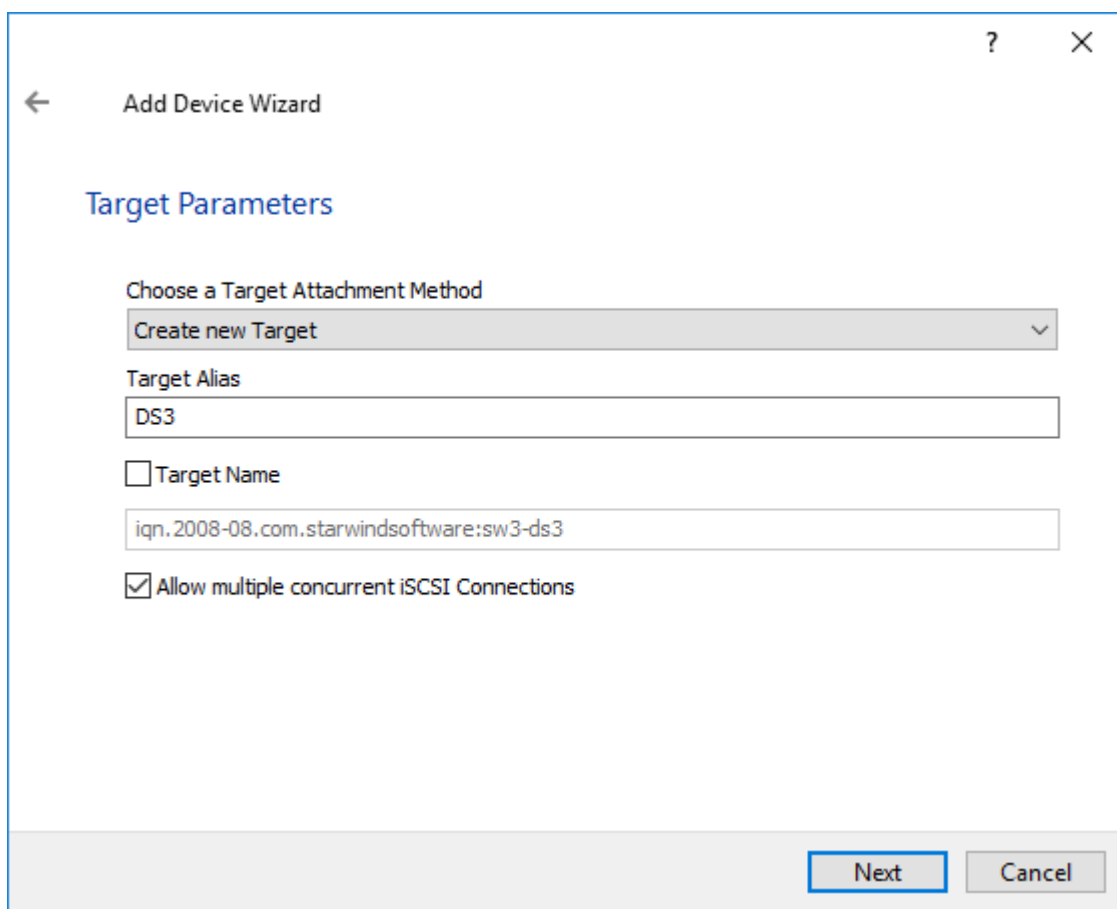 ?
Add Device Wizard
Target Parameters
Choose a Target Attachment Method
Create new Target
Target Alias
DS3
Target Name
iqn.2008-08.com.starwindsoftware:sw3-ds3
Allow multiple concurrent iSCSI Connections
Next Cancel